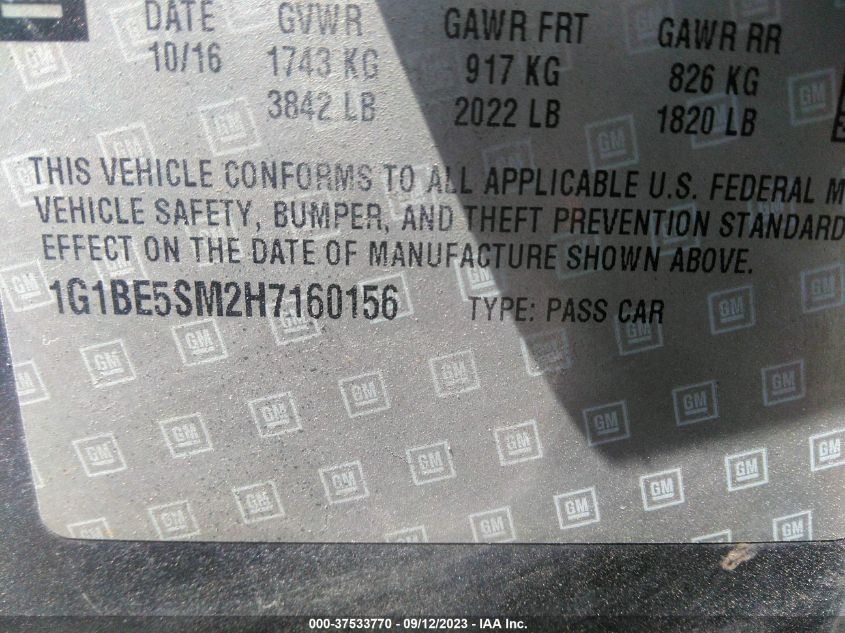 DATE GVWR GAWR FRT GAWR RR
10/16 1743 KG 917 KG 826 KG
3842 LB 2022 LB 1820 LB
THIS VEHICLE CONFORMS TO ALL APPLICABLE U.S. FEDERAL M
VEHICLE SAFETY, BUMPER, AND THEFT PREVENTION STANDARD
EFFECT ON THE DATE OF MANUFACTURE SHOWN ABOVE.
1G1BE5SM2H7160156 TYPE: PASS CAR
GM
000-37533770 - 09/12/2023 - IAA Inc.